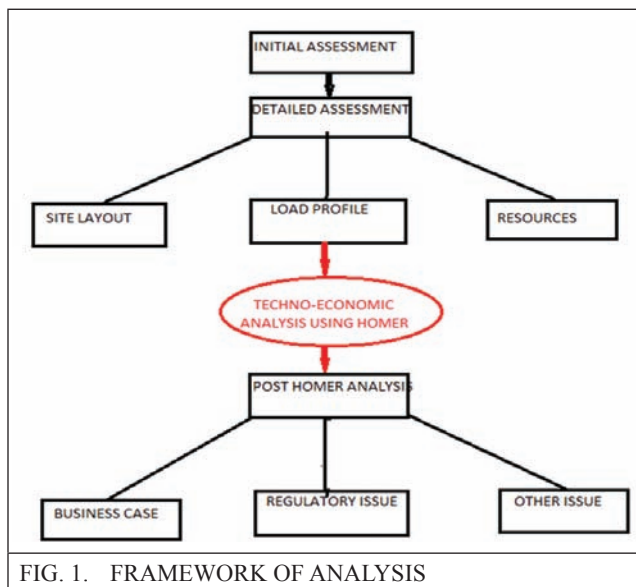 INITIAL ASSESSMENT
DETAILED ASSESSMENT
SITE LAYOUT
LOAD PROFILE
RESOURCES
TECHNO-ECONOMIC
ANALYSIS USING HOMER
POST HOMER ANALYSIS
BUSINESS CASE
REGULATORY ISSUE
OTHER ISSUE
FIG. 1. FRAMEWORK OF ANALYSIS